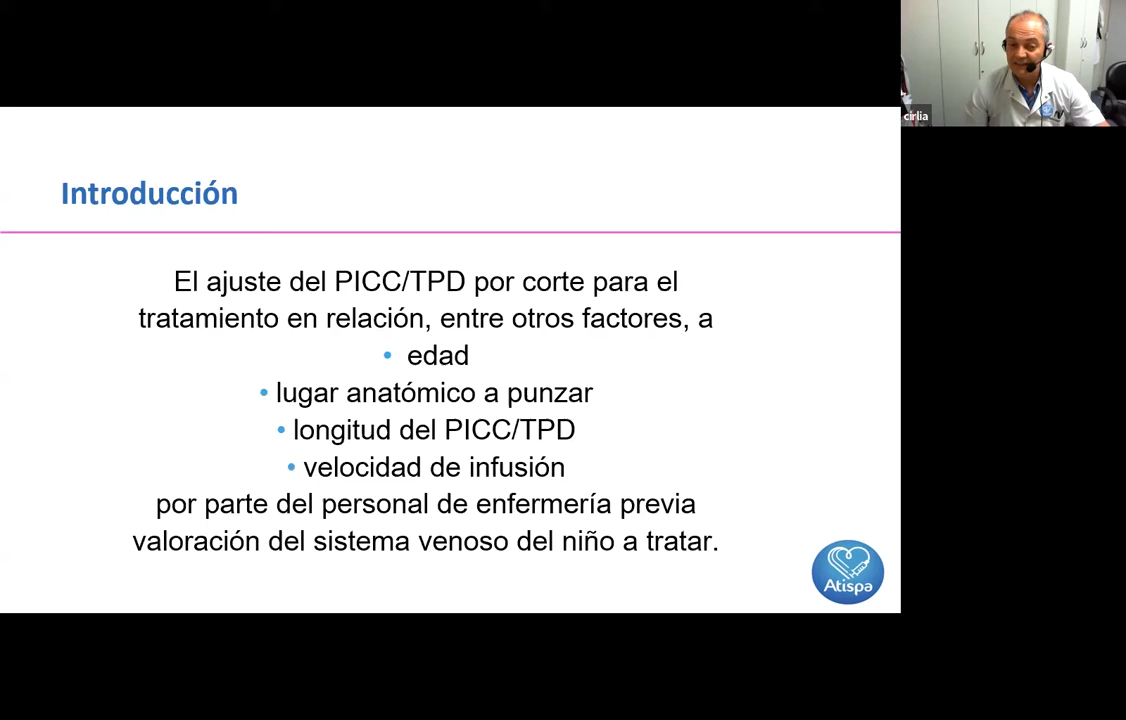 cirlia
Introducción
El ajuste del PICC/TPD por corte para el
tratamiento en relación, entre otros factores, a
• edad
• lugar anatómico a punzar
• longitud del PICC/TPD
• velocidad de infusión
por parte del personal de enfermería previa
valoración del sistema venoso del niño a tratar.
Atispa